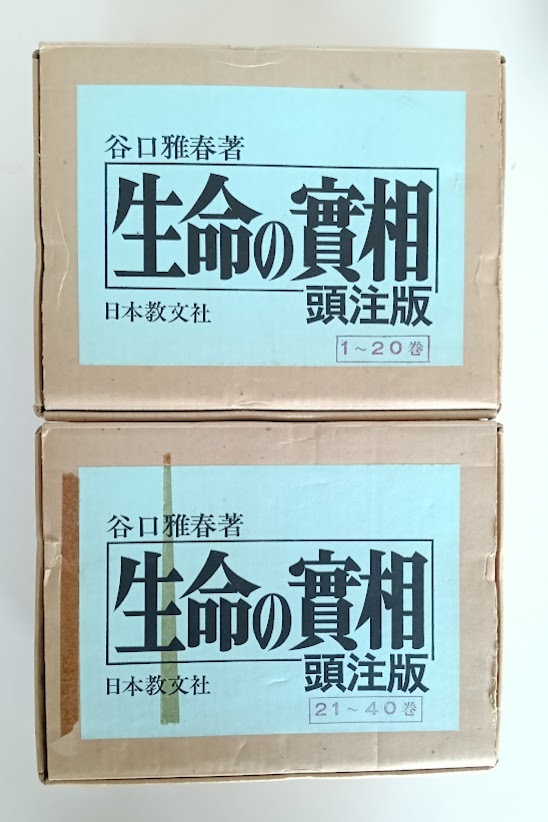 谷口雅春著
生命の實相
頭注版
日本教文社
1~20巻
谷口雅春著
生命の實相
頭注版
日本教文社
21~40巻